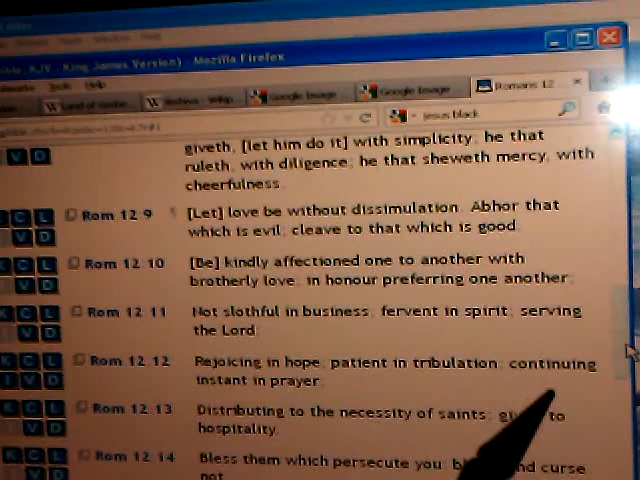 King James Version) - Mozilla Firefox
Tools Help
Google Image
Google Image
Romans 12
jesus black
giveth, [let him do it] with simplicity; he that
V D
ruleth, with diligence; he that sheweth mercy, with
cheerfulness.
C L Rom 12:9 ¶ [Let] love be without dissimulation. Abhor that
V D which is evil; cleave to that which is good.
K C L Rom 12:10 [Be] kindly affectioned one to another with
V D brotherly love; in honour preferring one another;
K C L Rom 12:11 Not slothful in business; fervent in spirit; serving
V D the Lord;
K C L Rom 12:12 Rejoicing in hope; patient in tribulation; continuing
I V D instant in prayer;
K C L Rom 12:13 Distributing to the necessity of saints; to
V D hospitality.
K C L Rom 12:14 Bless them which persecute you: and curse
V D not.